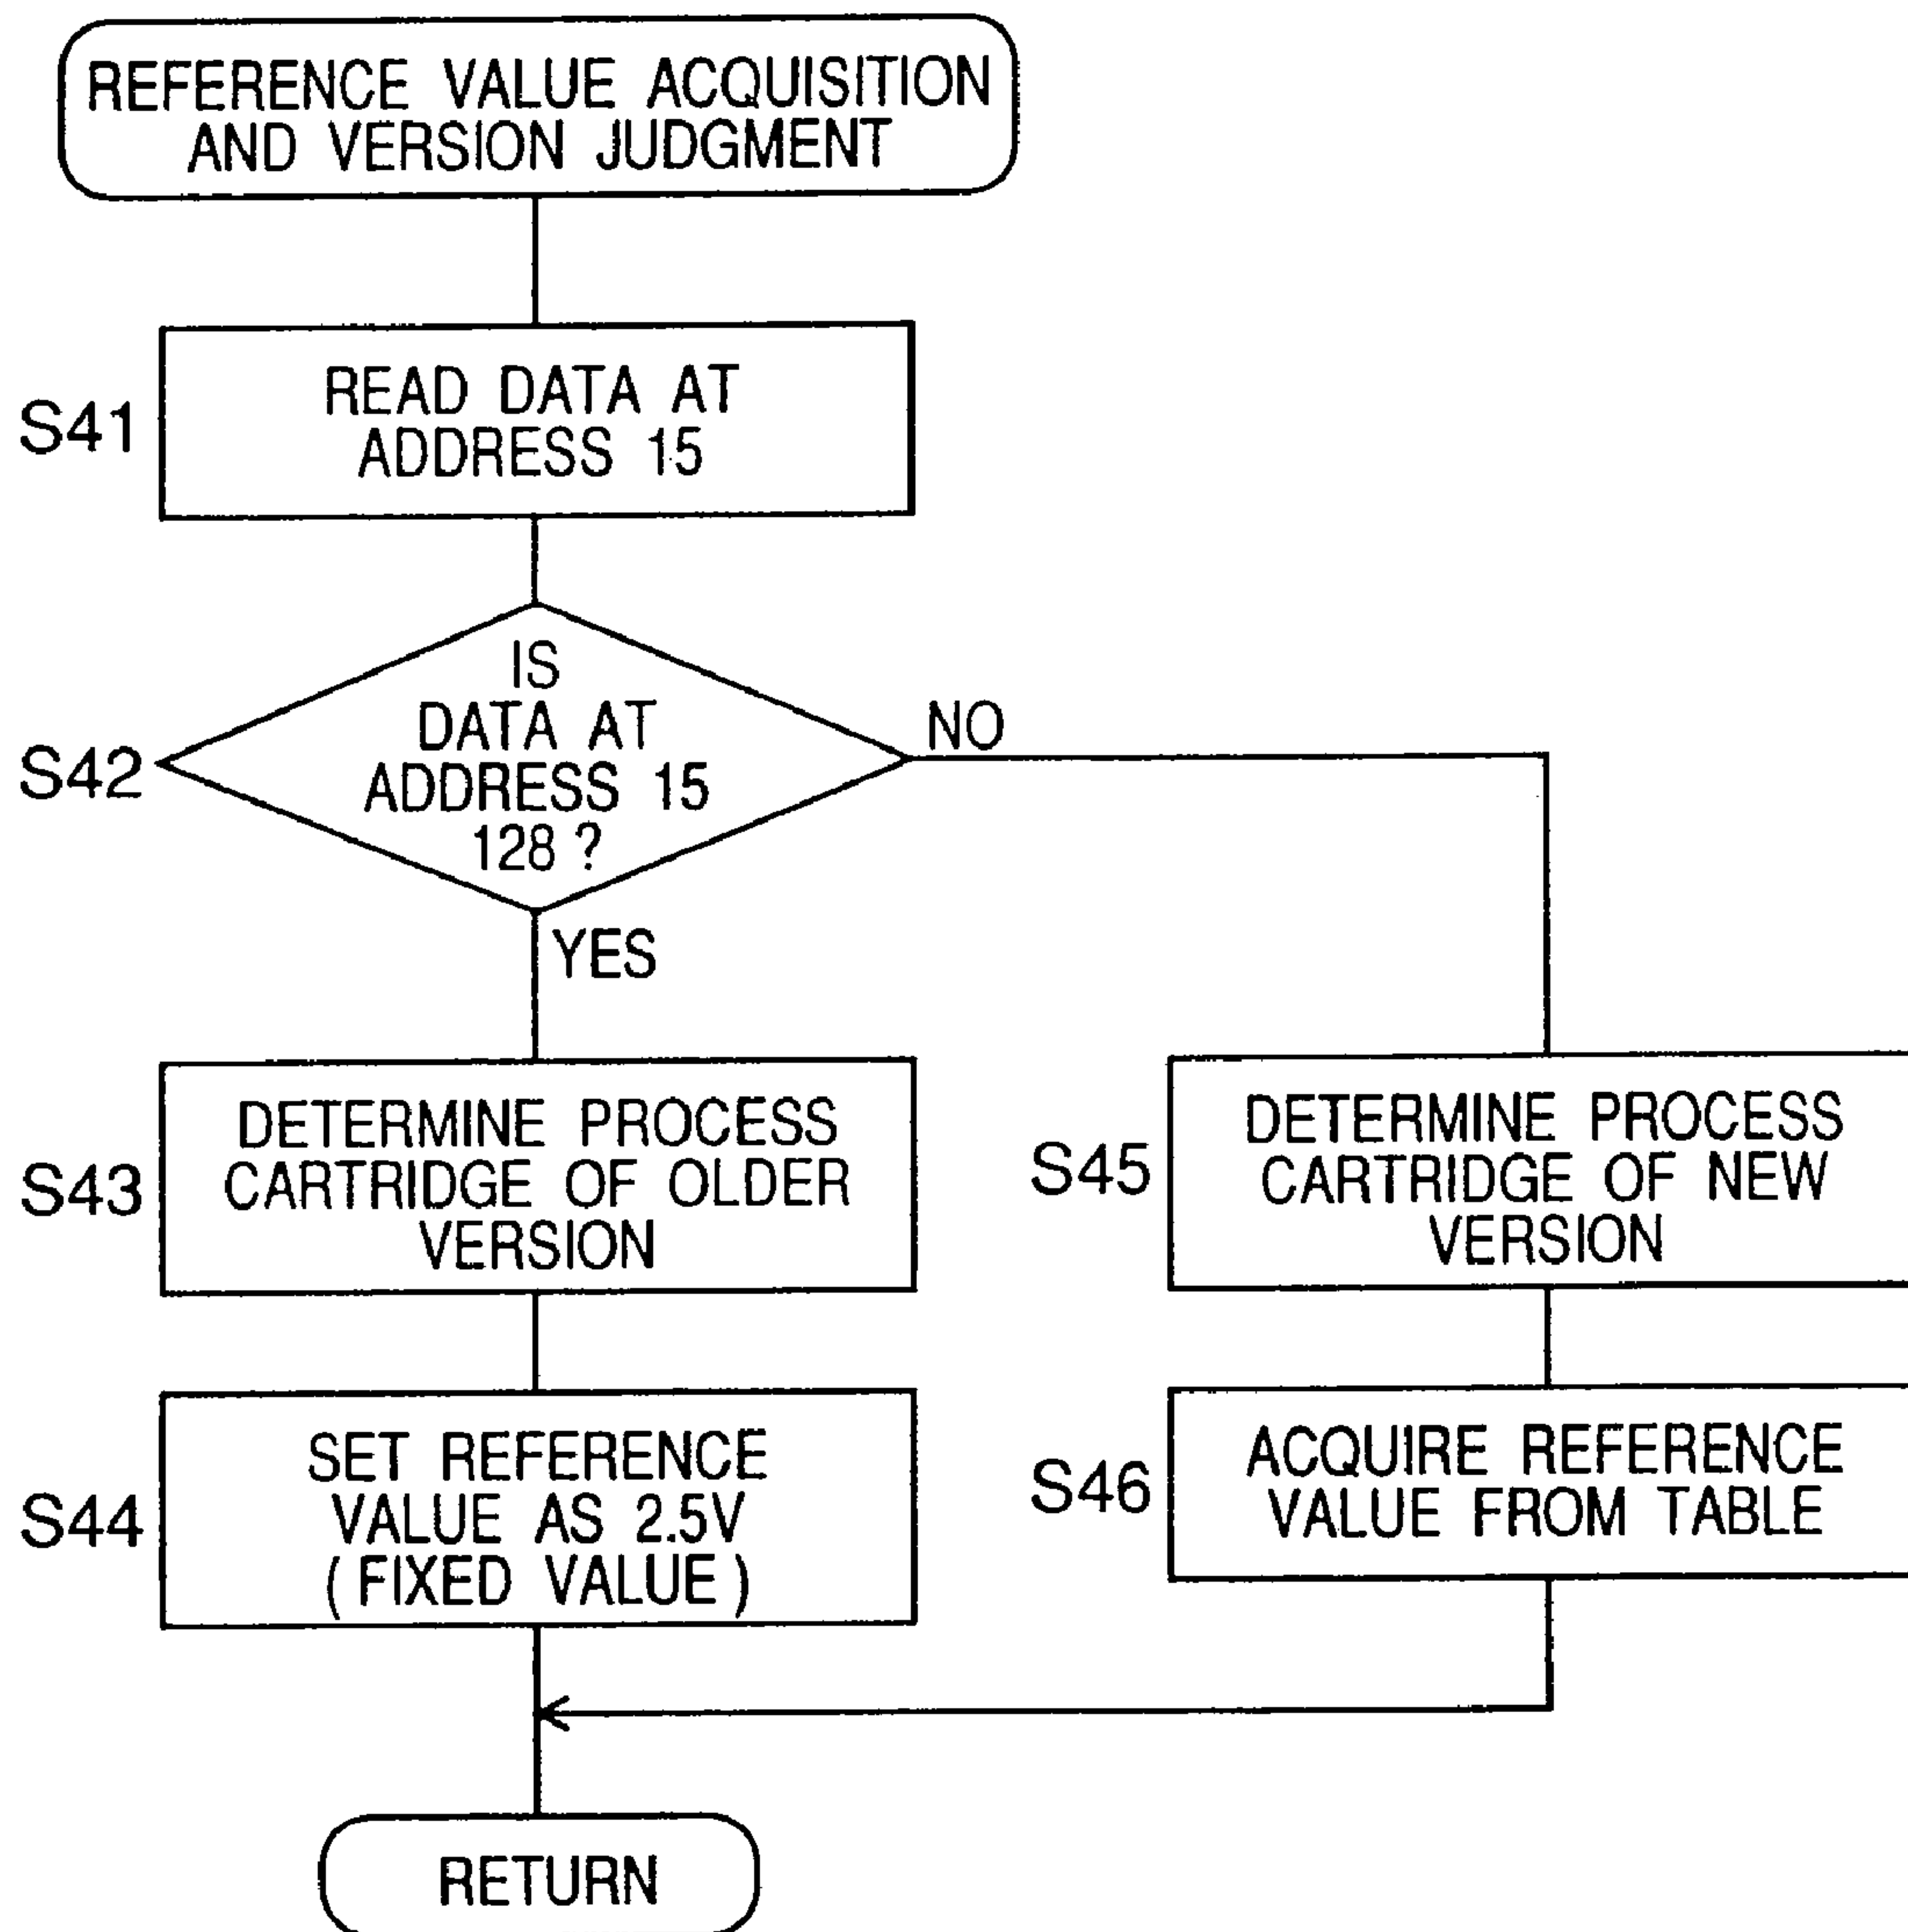 REFERENCE VALUE ACQUISITION
AND VERSION JUDGMENT
S41
READ DATA AT
ADDRESS 15
S42
IS
DATA AT
ADDRESS 15
128 ?
NO
YES
S43
DETERMINE PROCESS
CARTRIDGE OF OLDER
VERSION
S45
DETERMINE PROCESS
CARTRIDGE OF NEW
VERSION
S44
SET REFERENCE
VALUE AS 2.5V
( FIXED VALUE )
S46
ACQUIRE REFERENCE
VALUE FROM TABLE
RETURN